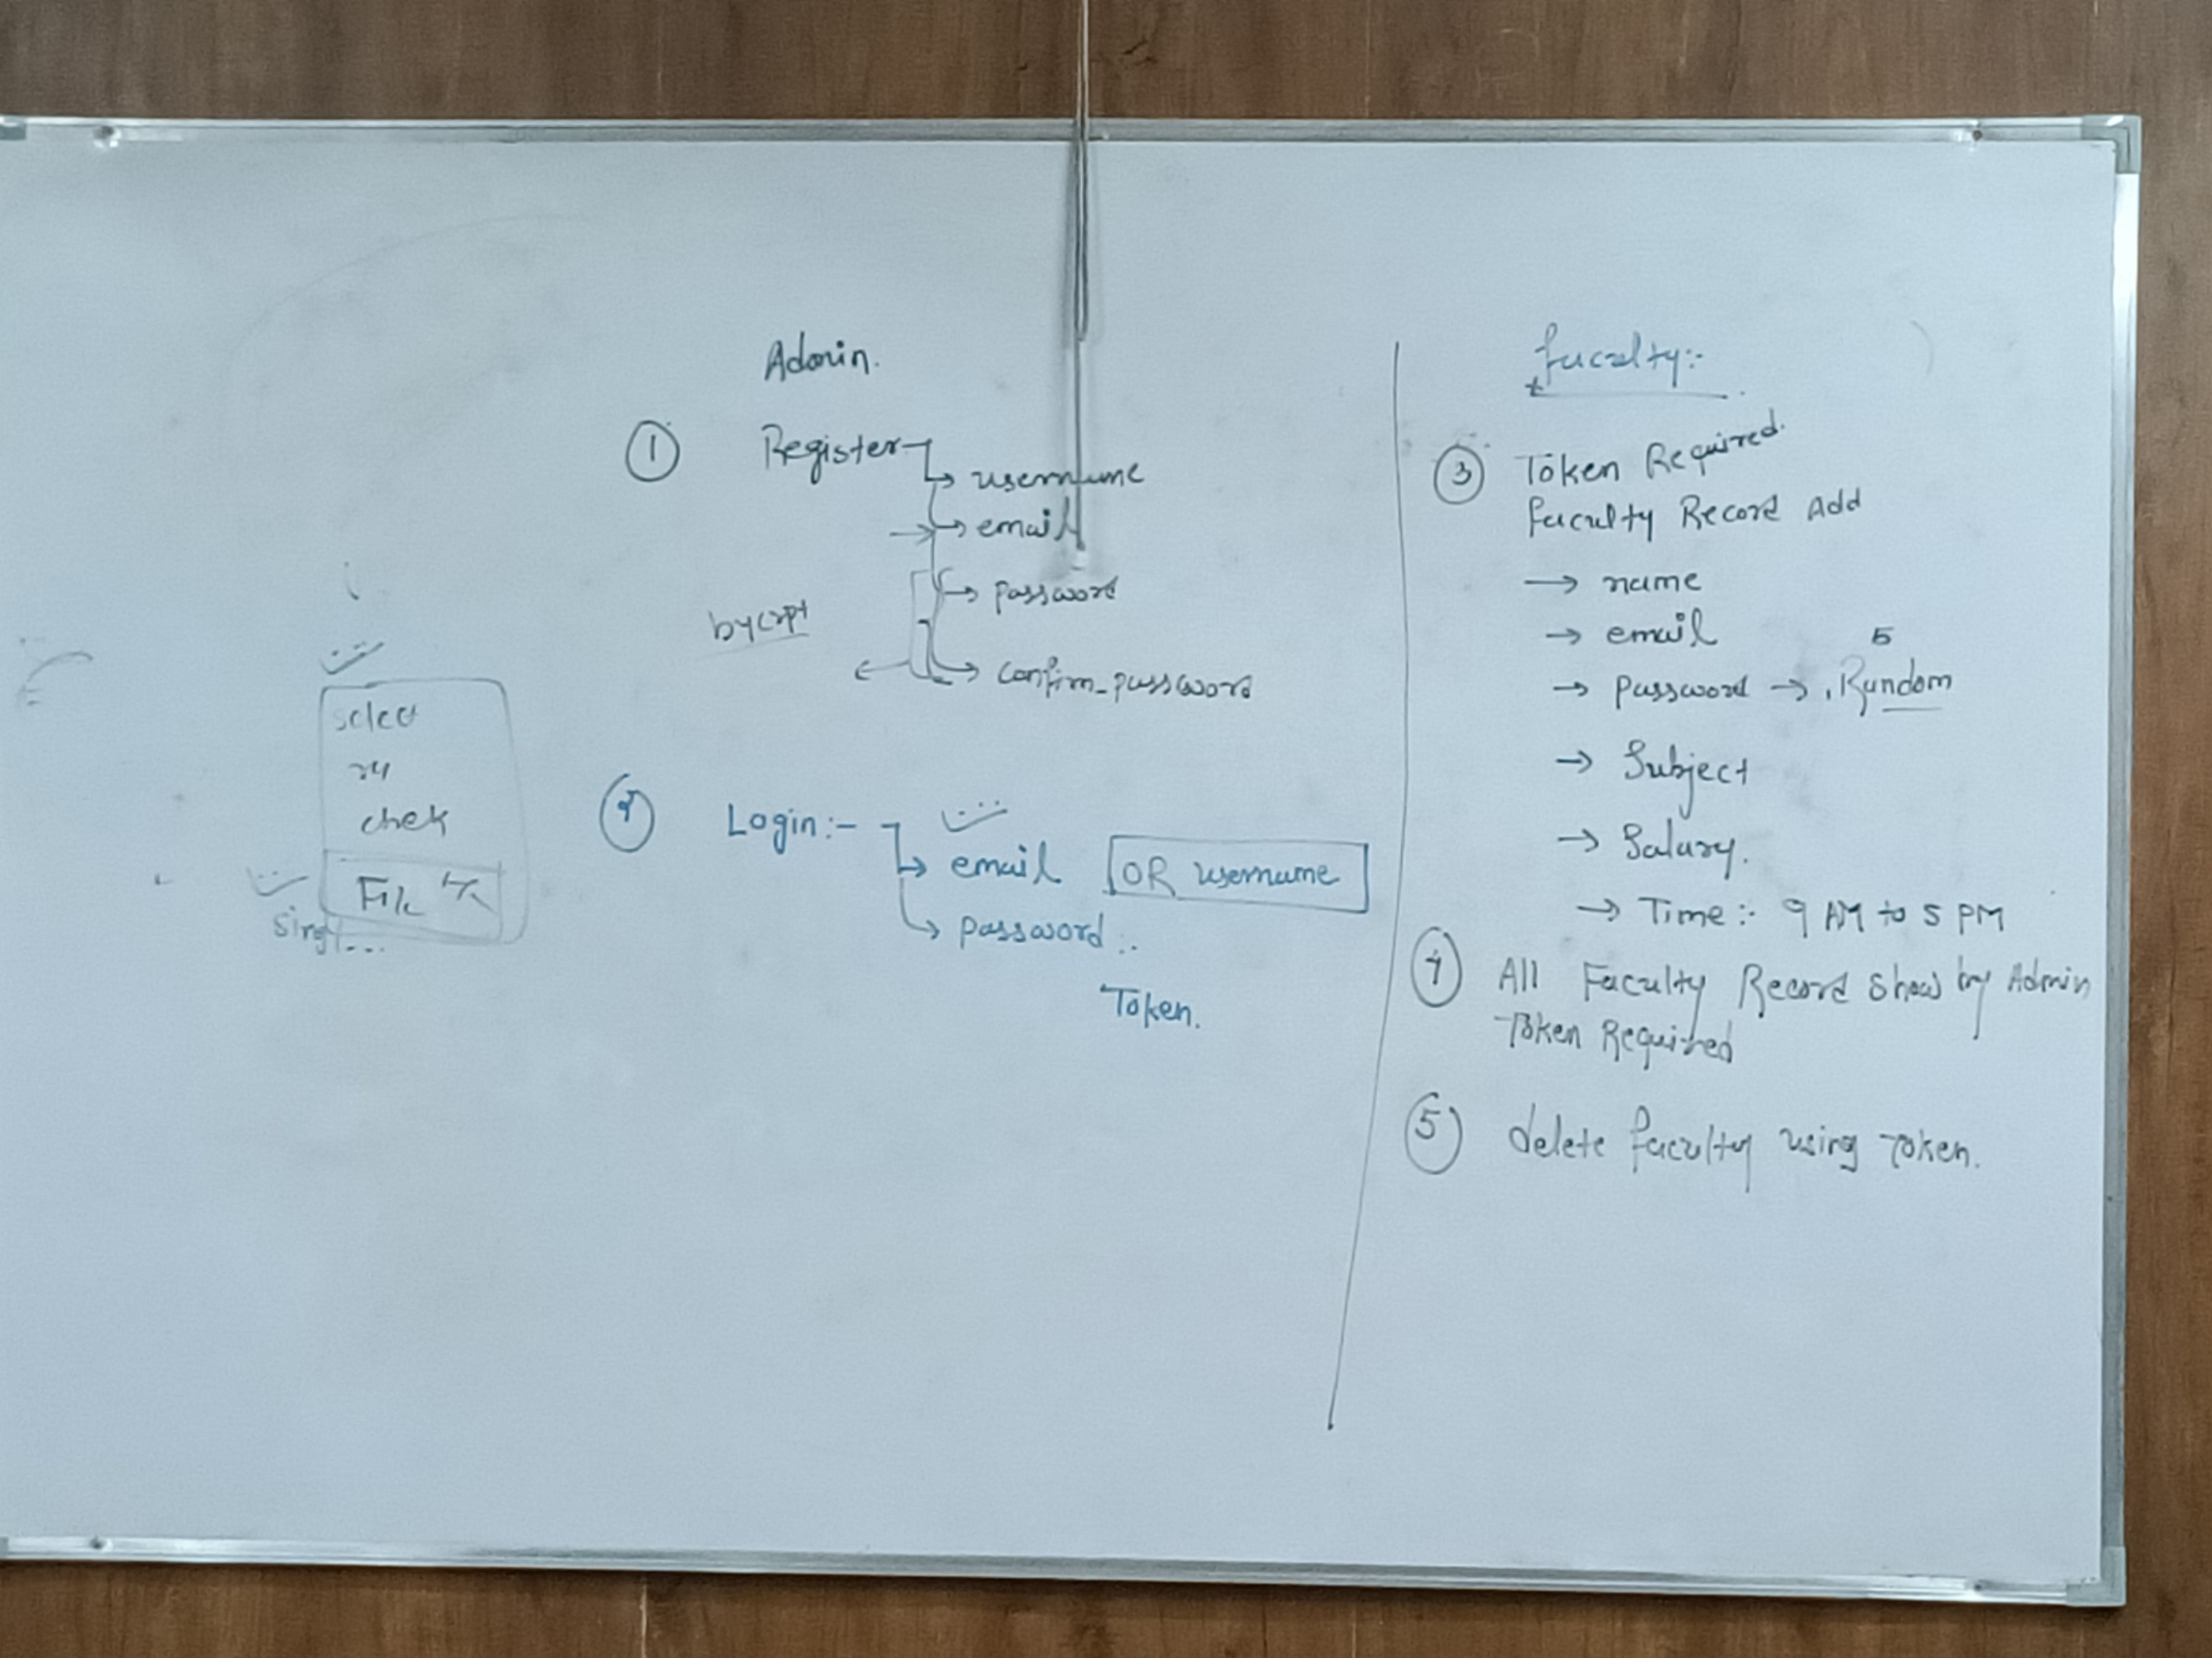 Admin.
① Register
→ username
→ email
→ password
bycrpt
→ confirm_password
select
chek
File
② Login:-
→ email OR username
→ password :.
Token.
faculty:-
③ Token Required.
faculty Record Add
→ name
→ email
5
→ password → Random
→ Subject
→ Salary.
→ Time:- 9 AM to 5 PM
④ All Faculty Record Show by Admin
Token Required
⑤ delete faculty using Token.